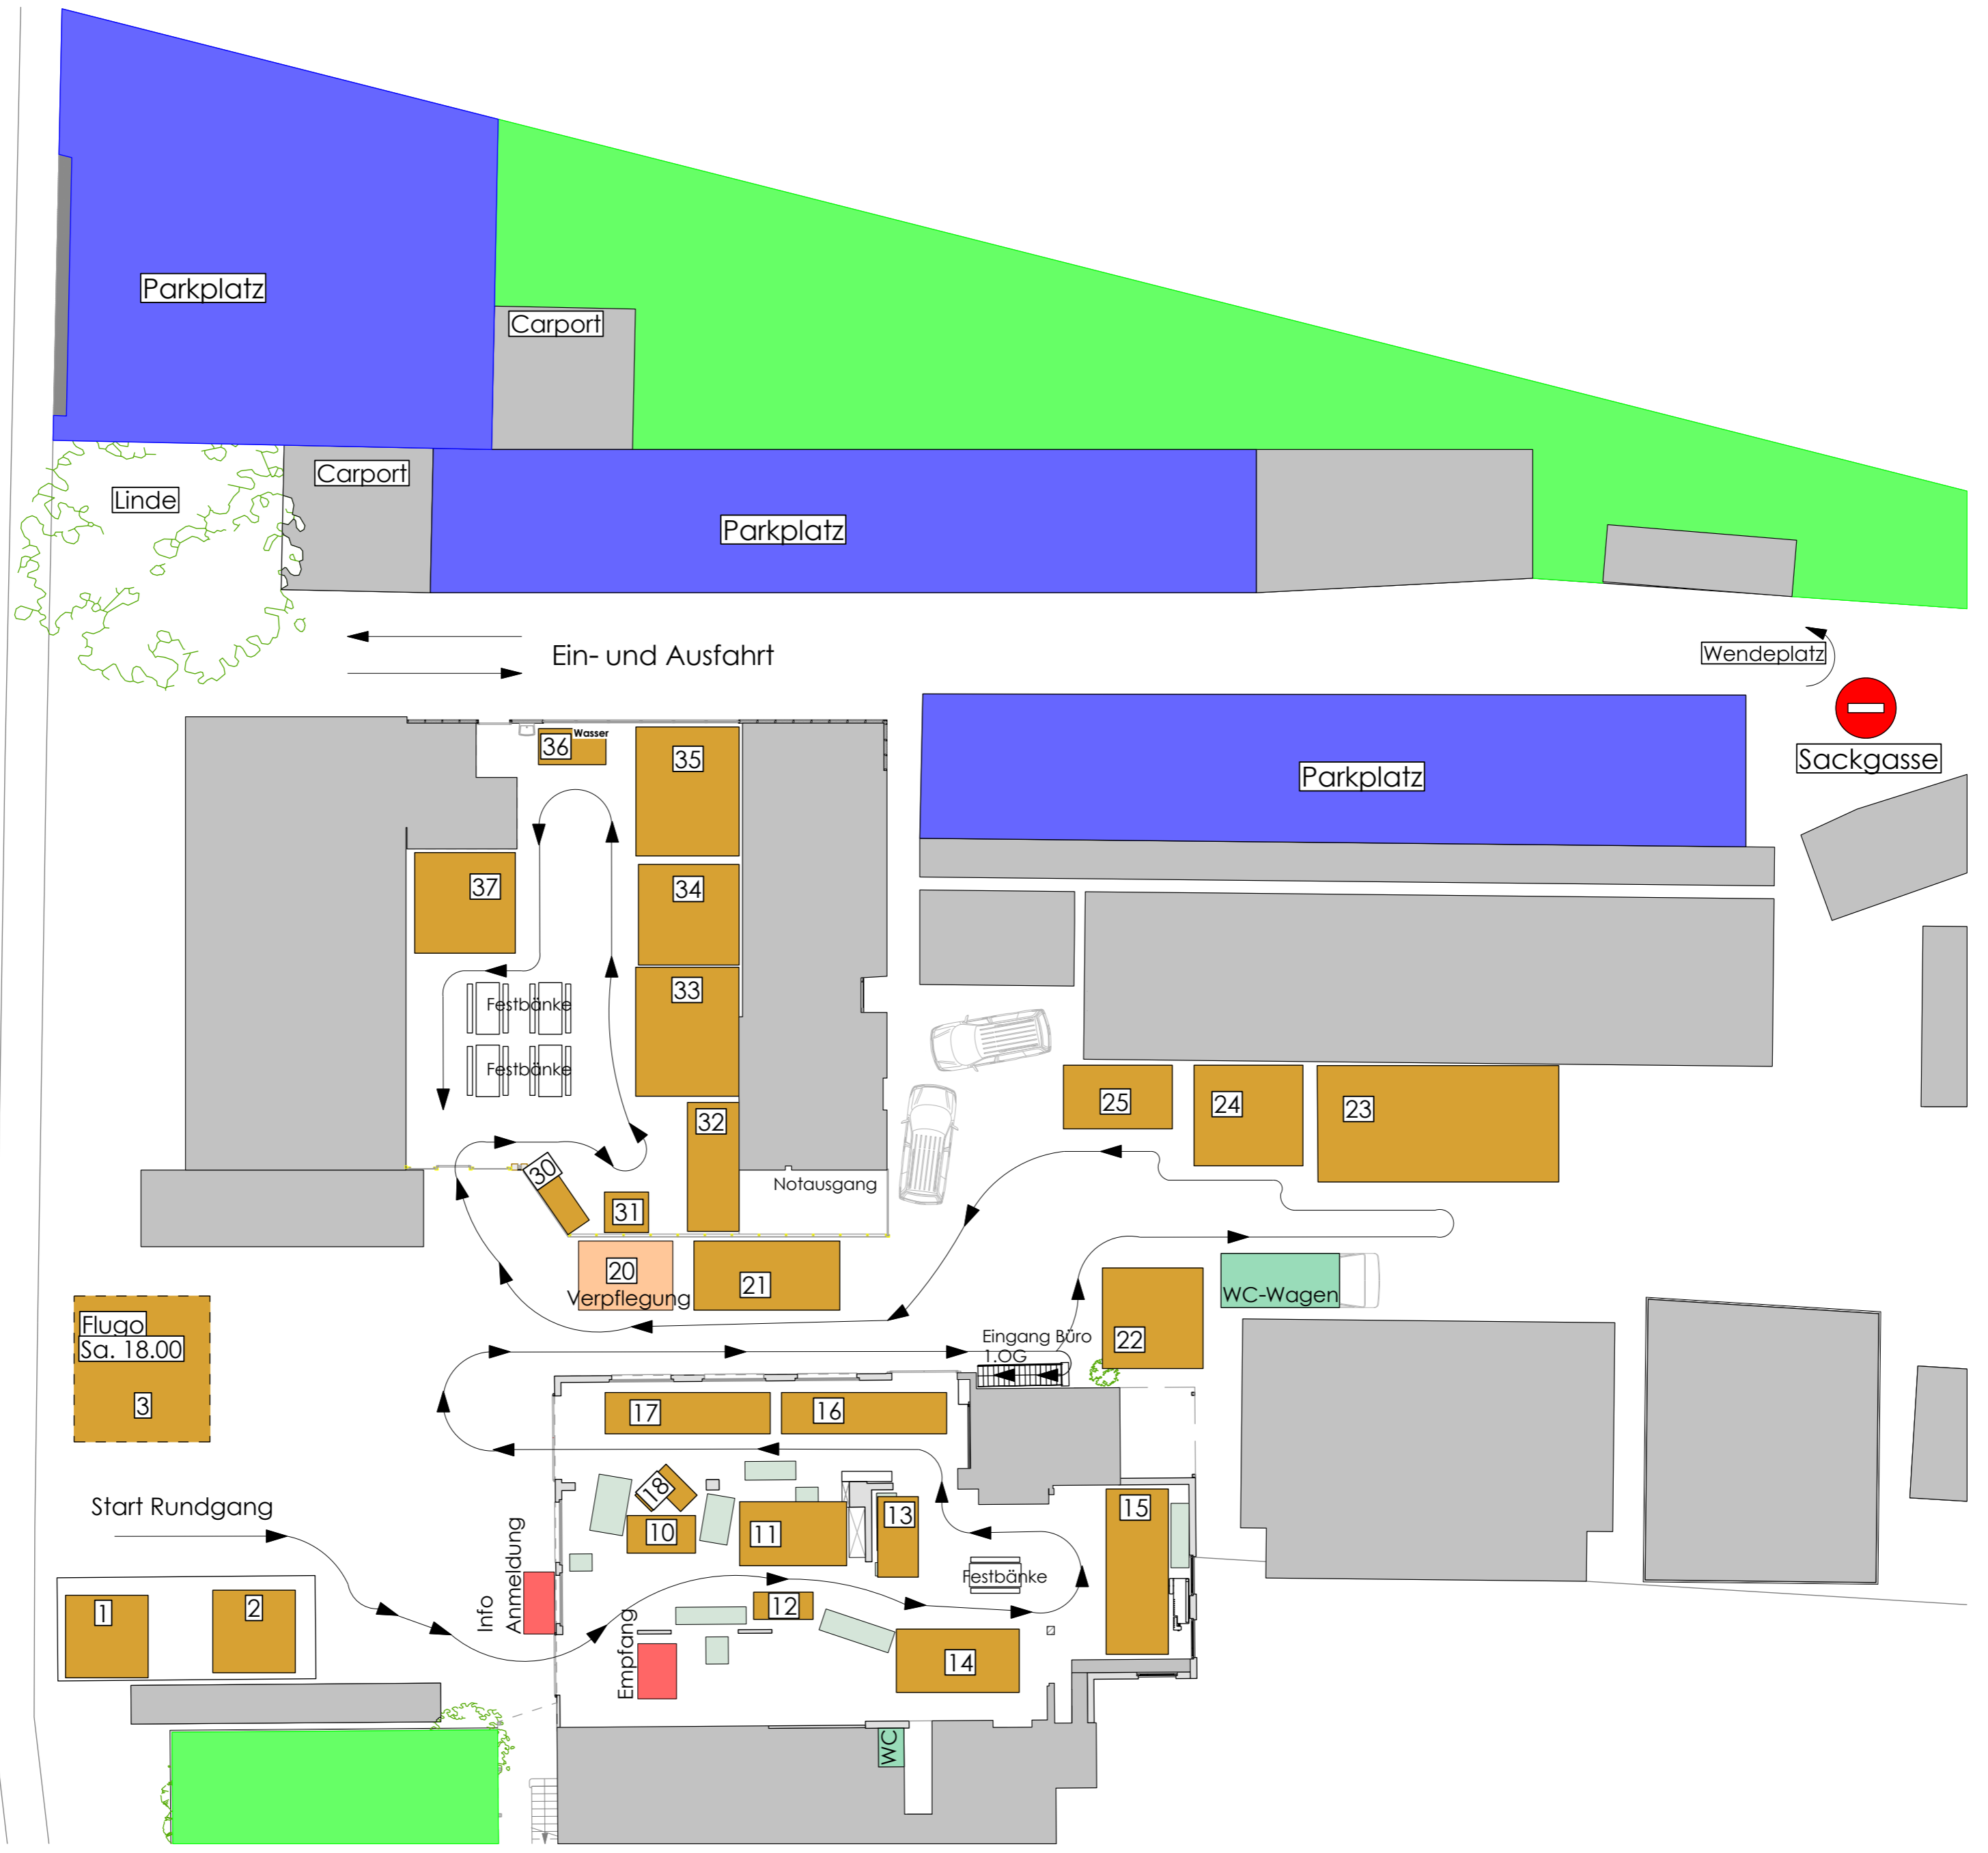 Parkplatz
Carport
Carport
Linde
Parkplatz
Ein- und Ausfahrt
Wendeplatz
Sackgasse
Parkplatz
36
Wasser
35
34
37
33
Festbänke
Festbänke
32
30
31
Notausgang
25
24
23
20
Verpflegung
21
WC-Wagen
22
Eingang Büro
1.OG
Flugo
Sa. 18.00
3
17
16
18
10
11
13
15
Start Rundgang
Info
Anmeldung
Festbänke
1
2
12
Empfang
14
WC